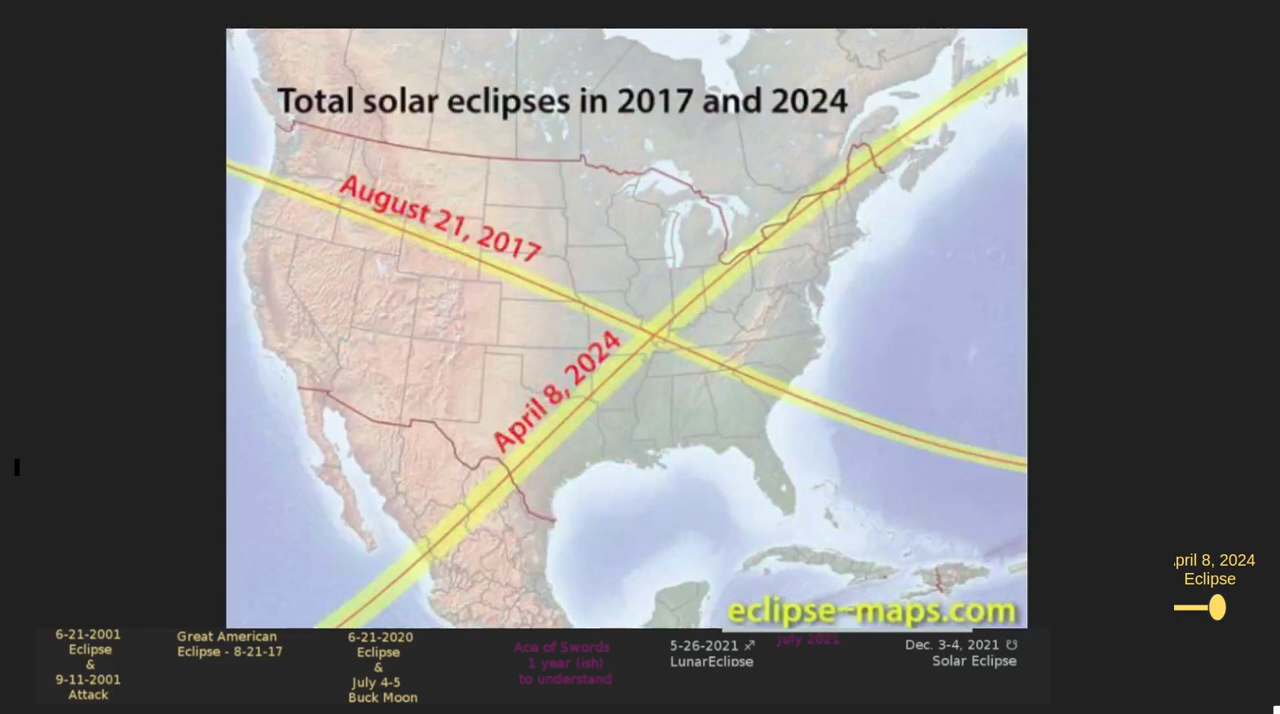 Total solar eclipses in 2017 and 2024
August 21, 2017
April 8, 2024
eclipse-maps.com
pril 8, 2024
Eclipse
6-21-2001
Eclipse
&
9-11-2001
Attack
Great American
Eclipse - 8-21-17
6-21-2020
Eclipse
&
July 4-5
Buck Moon
Ace of Swords
1 year (ish)
to understand
5-26-2021 ♐
LunarEclipse
july 2021
Dec. 3-4, 2021 ☋
Solar Eclipse